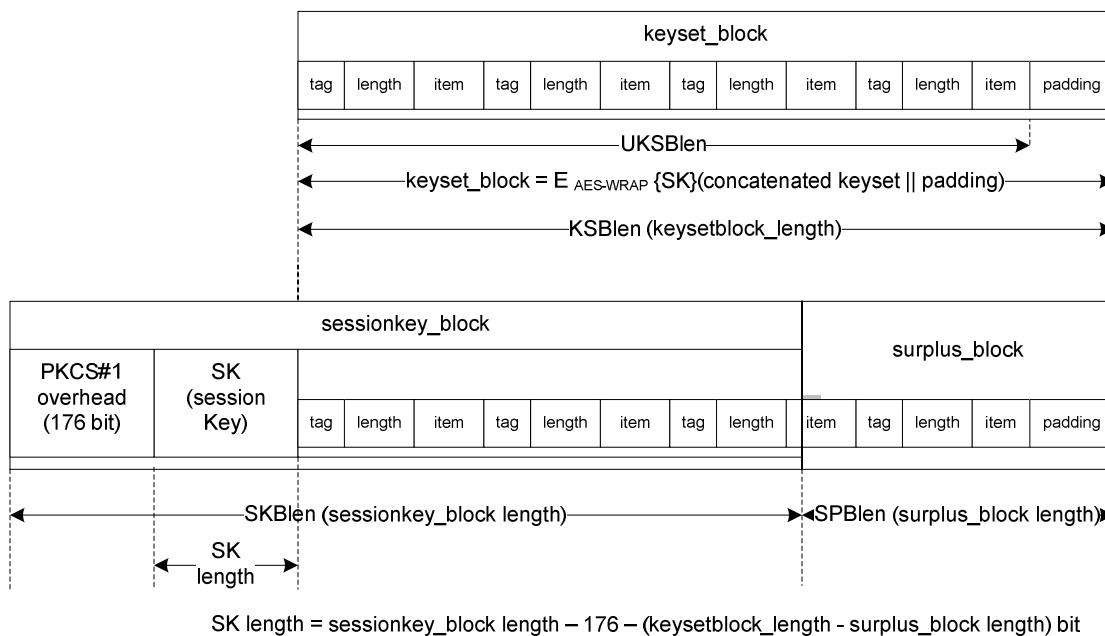 keyset_block
tag length item tag length item tag length item tag length item padding
UKSBlen
keyset_block = E AES-WRAP {SK}(concatenated keyset || padding)
KSBlen (keysetblock_length)
sessionkey_block
surplus_block
PKCS#1
overhead
(176 bit)
SK
(session
Key)
tag length item tag length item tag length item tag length item padding
SKBlen (sessionkey_block length)
SPBlen (surplus_block length)
SK
length
SK length = sessionkey_block length – 176 – (keysetblock_length - surplus_block length) bit